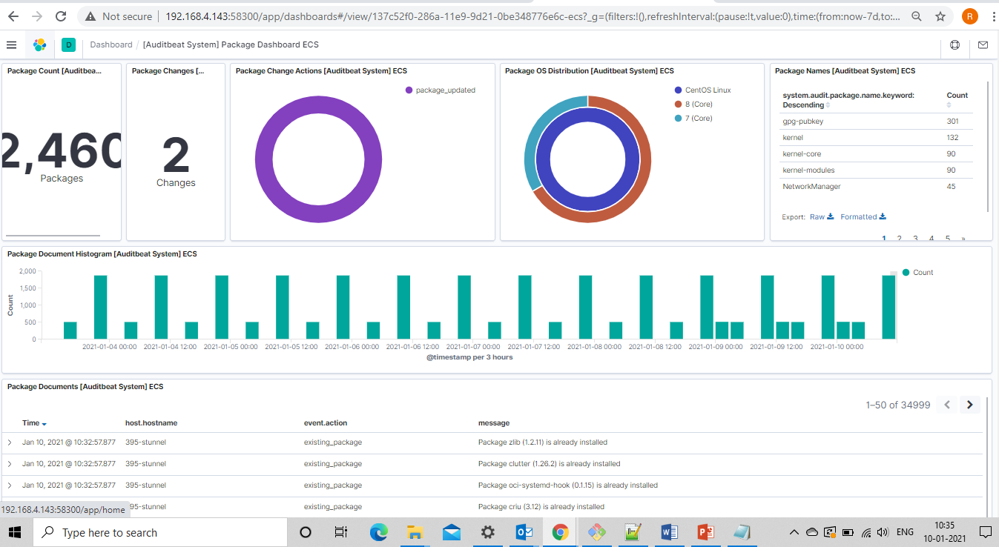 Not secure
192.168.4.143:58300/app/dashboards#/view/137c52f0-286a-11e9-9d21-0be348776e6c-ecs?_g=(filters:!(),refreshInterval:(pause:!t,value:0),time:(from:now-7d,to:...
R
D
Dashboard / [Auditbeat System] Package Dashboard ECS
Package Count [Auditbea...
2,460
Packages
Package Changes [...
2
Changes
Package Change Actions [Auditbeat System] ECS
package_updated
Package OS Distribution [Auditbeat System] ECS
CentOS Linux
8 (Core)
7 (Core)
Package Names [Auditbeat System] ECS
system.audit.package.name.keyword: Count
Descending
gpg-pubkey 301
kernel 132
kernel-core 90
kernel-modules 90
NetworkManager 45
Export: Raw Formatted
1 2 3 4 5 »
Package Document Histogram [Auditbeat System] ECS
2,000
1,500
1,000
500
0
Count
Count
2021-01-04 00:00 2021-01-04 12:00 2021-01-05 00:00 2021-01-05 12:00 2021-01-06 00:00 2021-01-06 12:00 2021-01-07 00:00 2021-01-07 12:00 2021-01-08 00:00 2021-01-08 12:00 2021-01-09 00:00 2021-01-09 12:00 2021-01-10 00:00
@timestamp per 3 hours
Package Documents [Auditbeat System] ECS
1–50 of 34999
Time host.hostname event.action message
Jan 10, 2021 @ 10:32:57.877 395-stunnel existing_package Package zlib (1.2.11) is already installed
Jan 10, 2021 @ 10:32:57.877 395-stunnel existing_package Package clutter (1.26.2) is already installed
Jan 10, 2021 @ 10:32:57.877 395-stunnel existing_package Package oci-systemd-hook (0.1.15) is already installed
95-stunnel existing_package Package criu (3.12) is already installed
192.168.4.143:58300/app/home
Type here to search
ENG
10:35
10-01-2021